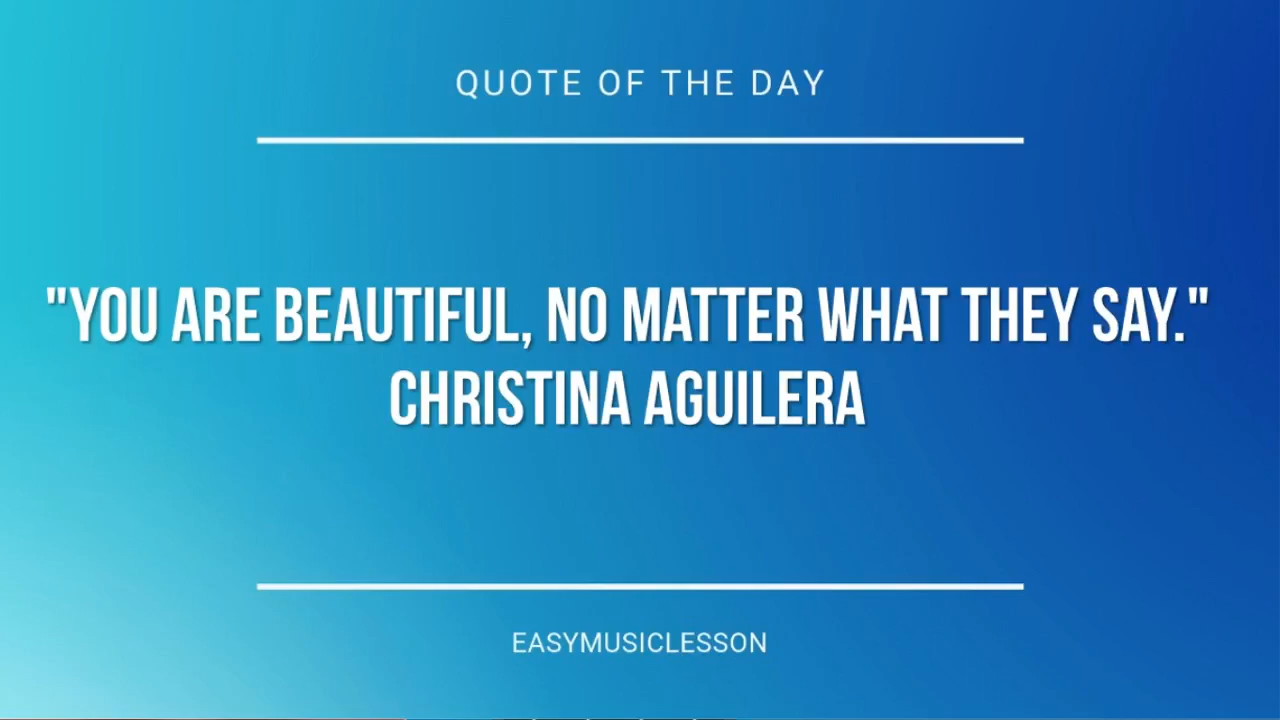 QUOTE OF THE DAY
"YOU ARE BEAUTIFUL, NO MATTER WHAT THEY SAY."
CHRISTINA AGUILERA
EASYMUSICLESSON